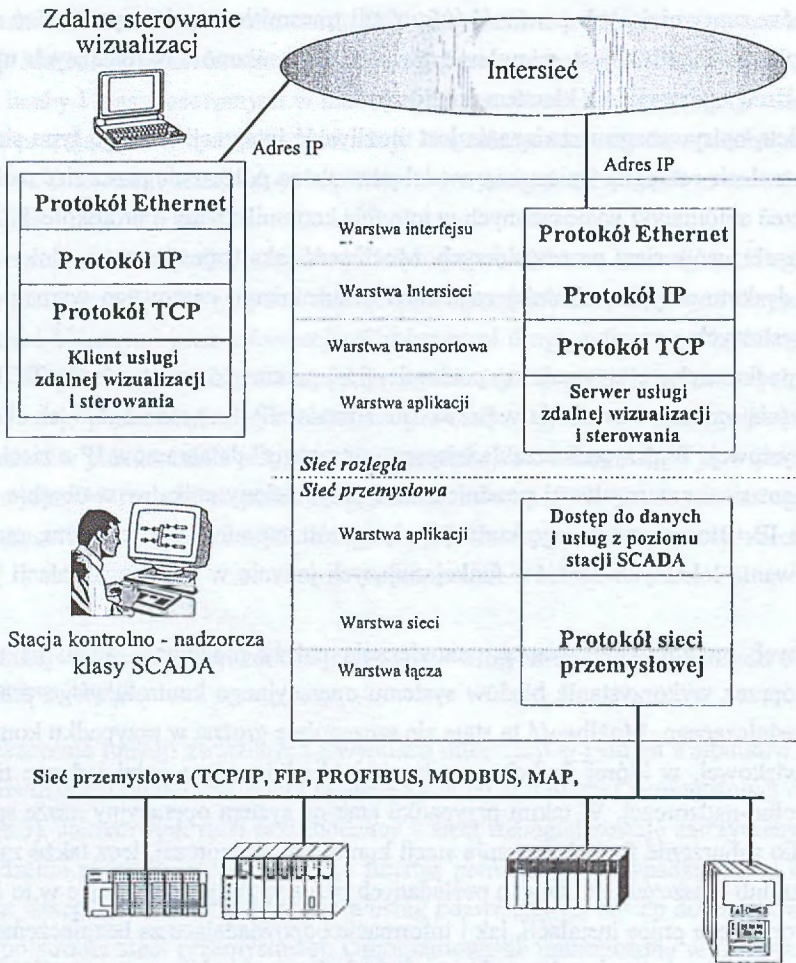 Zdalne sterowanie
wizualizacj
Intersieć
Adres IP
Adres IP
Protokół Ethernet
Protokół IP
Protokół TCP
Klient usługi
zdalnej wizualizacji
i sterowania
Warstwa interfejsu
Warstwa Intersieci
Warstwa transportowa
Warstwa aplikacji
Protokół Ethernet
Protokół IP
Protokół TCP
Serwer usługi
zdalnej wizualizacji
i sterowania
Sieć rozległa
Sieć przemysłowa
Warstwa aplikacji
Warstwa sieci
Warstwa łącza
Dostęp do danych
i usług z poziomu
stacji SCADA
Protokół sieci
przemysłowej
Stacja kontrolno - nadzorcza
klasy SCADA
Sieć przemysłowa (TCP/IP, FIP, PROFIBUS, MODBUS, MAP,